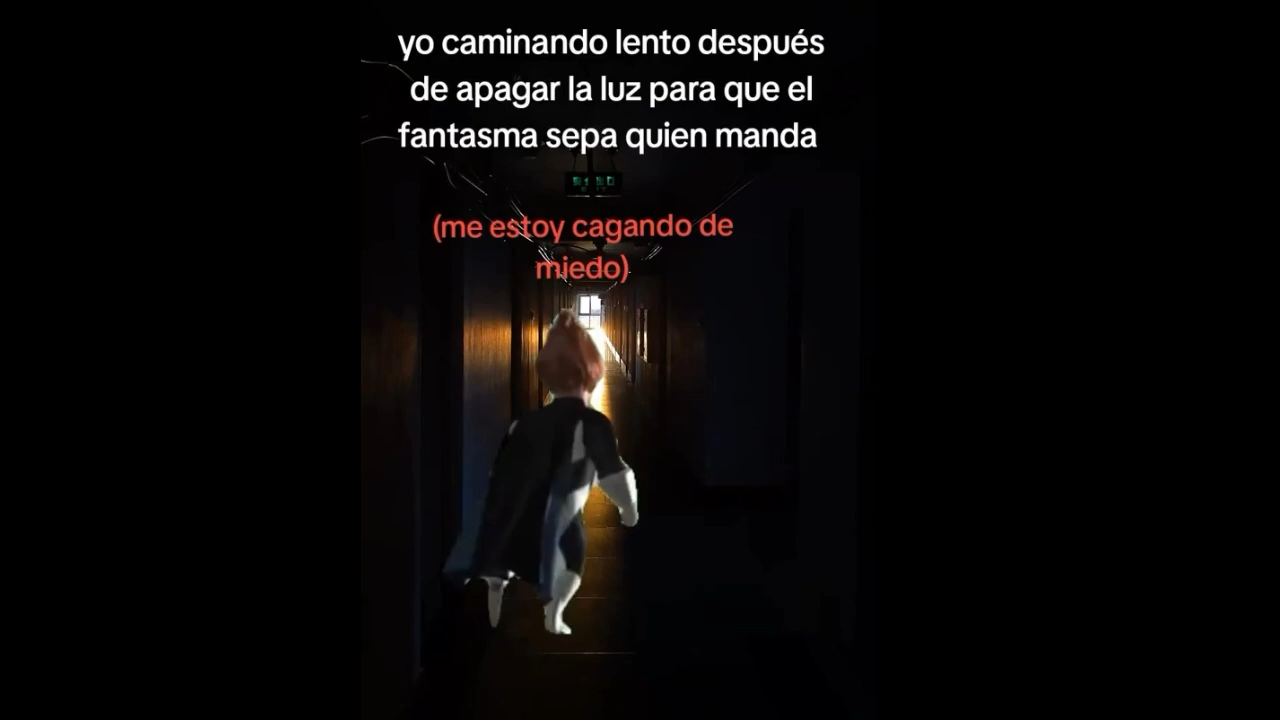 yo caminando lento después
de apagar la luz para que el
fantasma sepa quien manda
(me estoy cagando de
miedo)